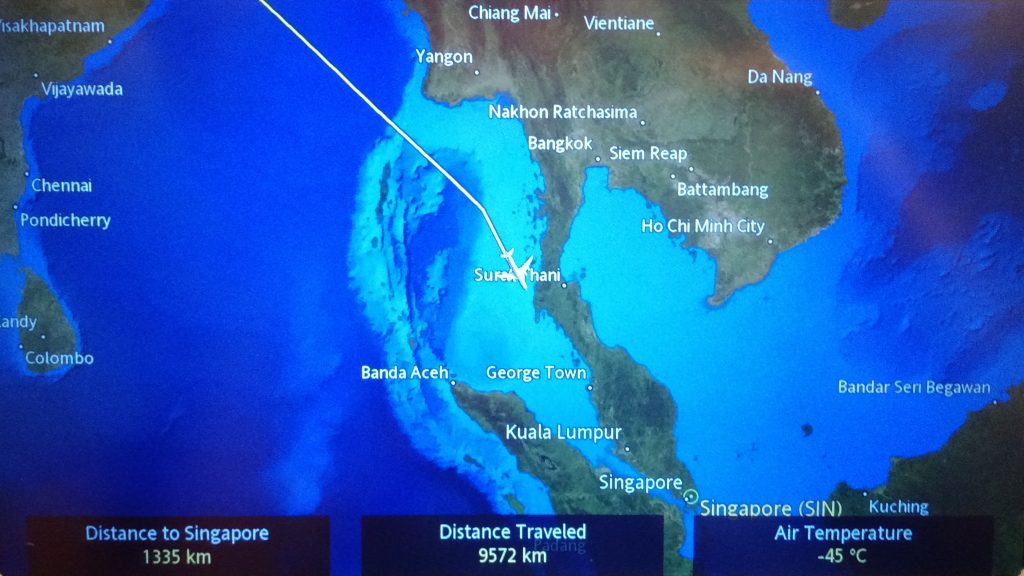 Chiang Mai
Vientiane
isakhapatnam
Yangon
Da Nang
Vijayawada
Nakhon Ratchasima
Bangkok
Siem Reap
Chennai
Battambang
Pondicherry
Ho Chi Minh City
Surat Thani
andy
Colombo
Banda Aceh
George Town
Bandar Seri Begawan
Kuala Lumpur
Singapore
Singapore (SIN)
Kuching
Distance to Singapore
1335 km
Distance Traveled
9572 km
Padang
Air Temperature
-45 °C